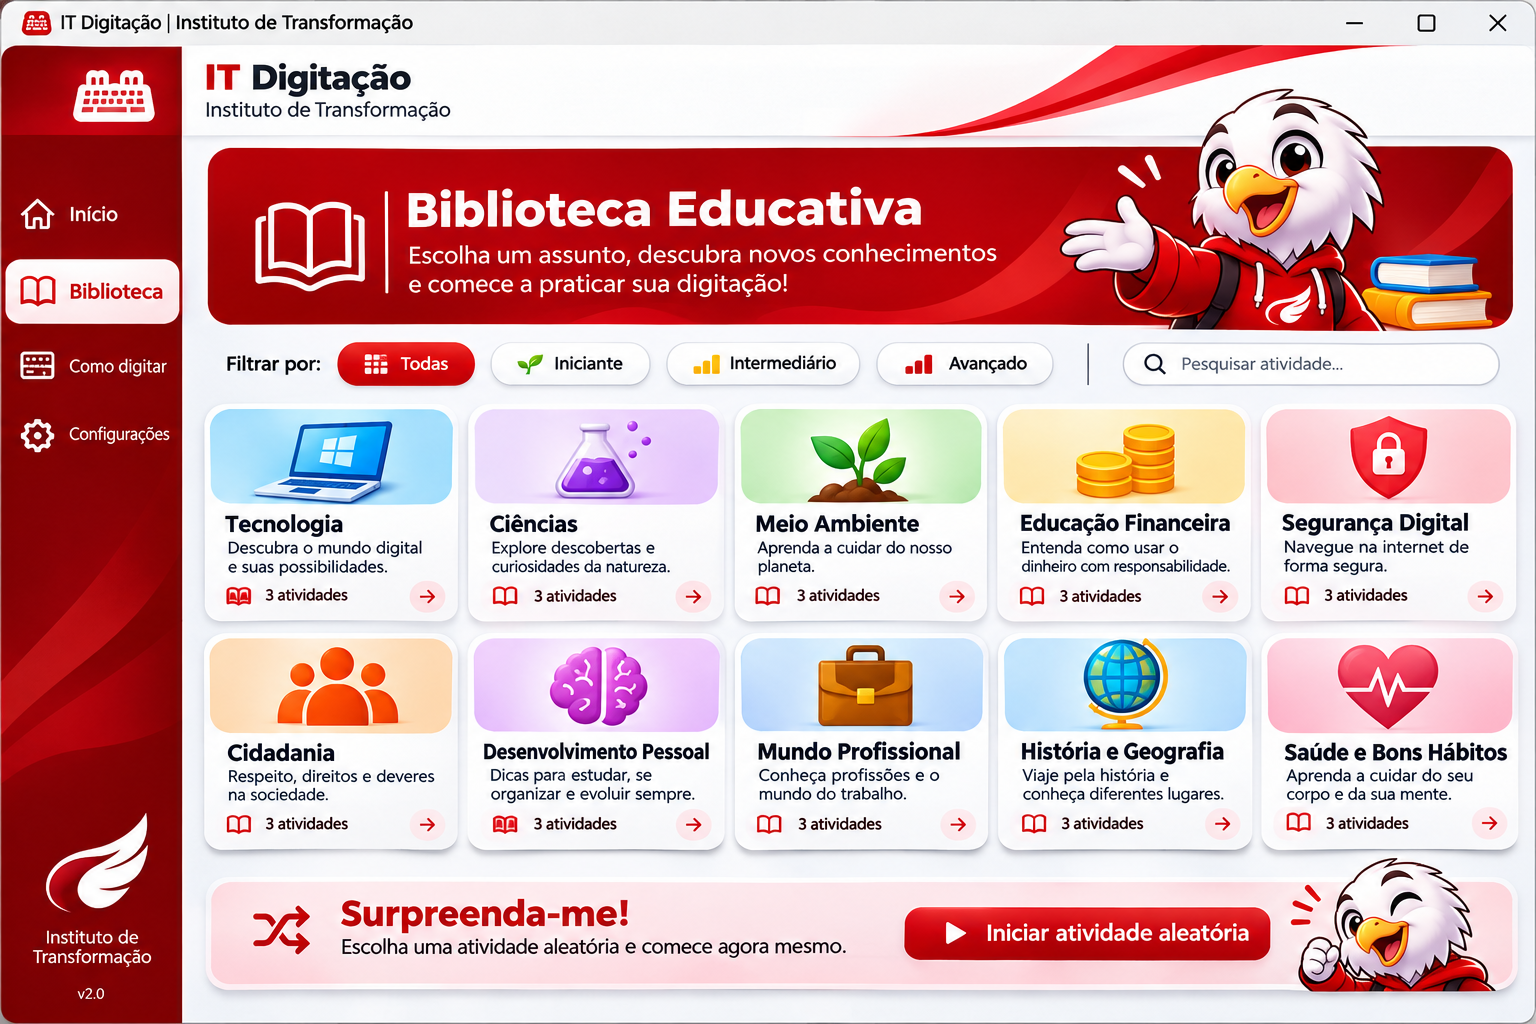 IT Digitação | Instituto de Transformação
IT Digitação
Instituto de Transformação
Início
Biblioteca
Como digitar
Configurações
Instituto de
Transformação
v2.0
Biblioteca Educativa
Escolha um assunto, descubra novos conhecimentos
e comece a praticar sua digitação!
Filtrar por:
Todas
Iniciante
Intermediário
Avançado
Pesquisar atividade...
Tecnologia
Descubra o mundo digital
e suas possibilidades.
3 atividades
Ciências
Explore descobertas e
curiosidades da natureza.
3 atividades
Meio Ambiente
Aprenda a cuidar do nosso
planeta.
3 atividades
Educação Financeira
Entenda como usar o
dinheiro com responsabilidade.
3 atividades
Segurança Digital
Navegue na internet de
forma segura.
3 atividades
Cidadania
Respeito, direitos e deveres
na sociedade.
3 atividades
Desenvolvimento Pessoal
Dicas para estudar, se
organizar e evoluir sempre.
3 atividades
Mundo Profissional
Conheça profissões e o
mundo do trabalho.
3 atividades
História e Geografia
Viaje pela história e
conheça diferentes lugares.
3 atividades
Saúde e Bons Hábitos
Aprenda a cuidar do seu
corpo e da sua mente.
3 atividades
Surpreenda-me!
Escolha uma atividade aleatória e comece agora mesmo.
Iniciar atividade aleatória